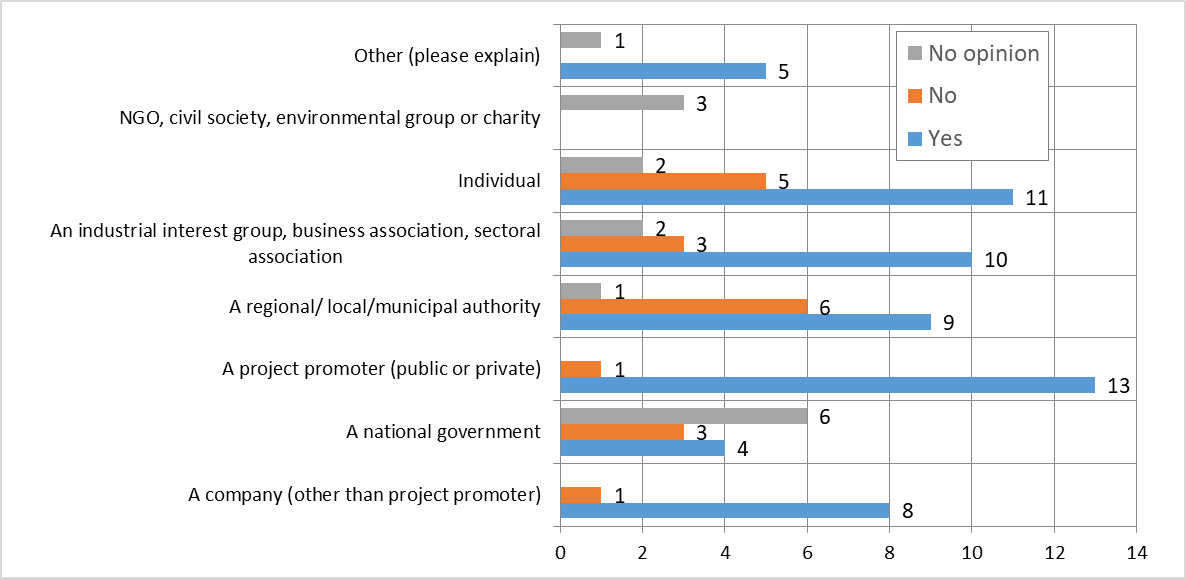 Other (please explain)
1
5
No opinion
No
Yes
NGO, civil society, environmental group or charity
3
Individual
2
5
11
An industrial interest group, business association, sectoral
association
2
3
10
A regional/ local/municipal authority
1
6
9
A project promoter (public or private)
1
13
A national government
6
3
4
A company (other than project promoter)
1
8
0 2 4 6 8 10 12 14